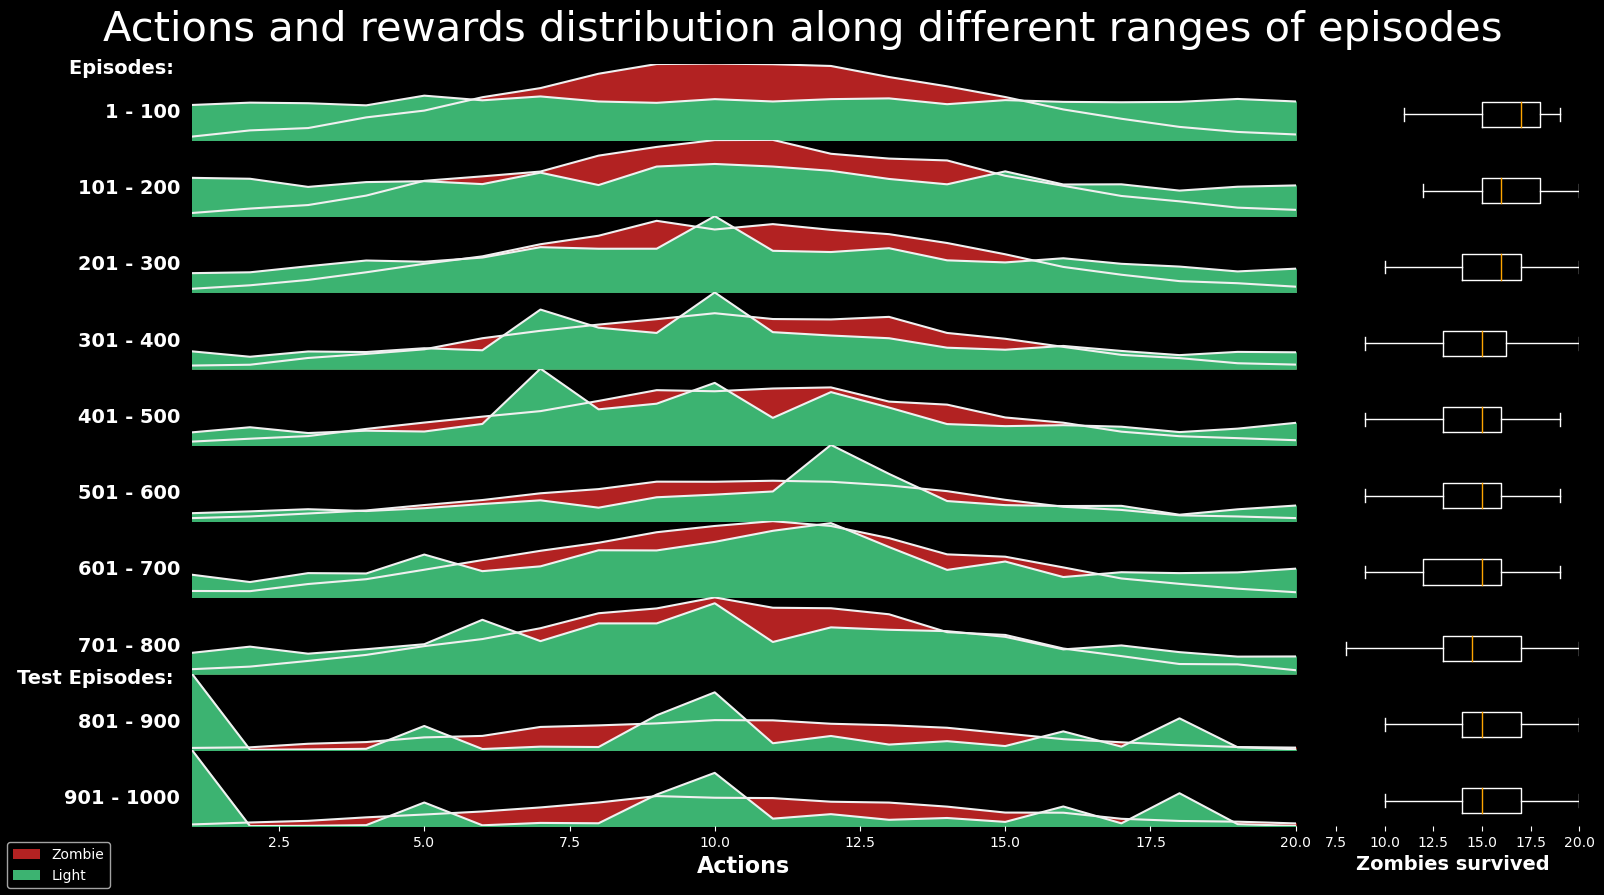 Actions and rewards distribution along different ranges of episodes
Episodes:
1 - 100
101 - 200
201 - 300
301 - 400
401 - 500
501 - 600
601 - 700
701 - 800
Test Episodes:
801 - 900
901 - 1000
2.5 5.0 7.5 10.0 12.5 15.0 17.5 20.0 7.5 10.0 12.5 15.0 17.5 20.0
Actions
Zombies survived
Zombie
Light